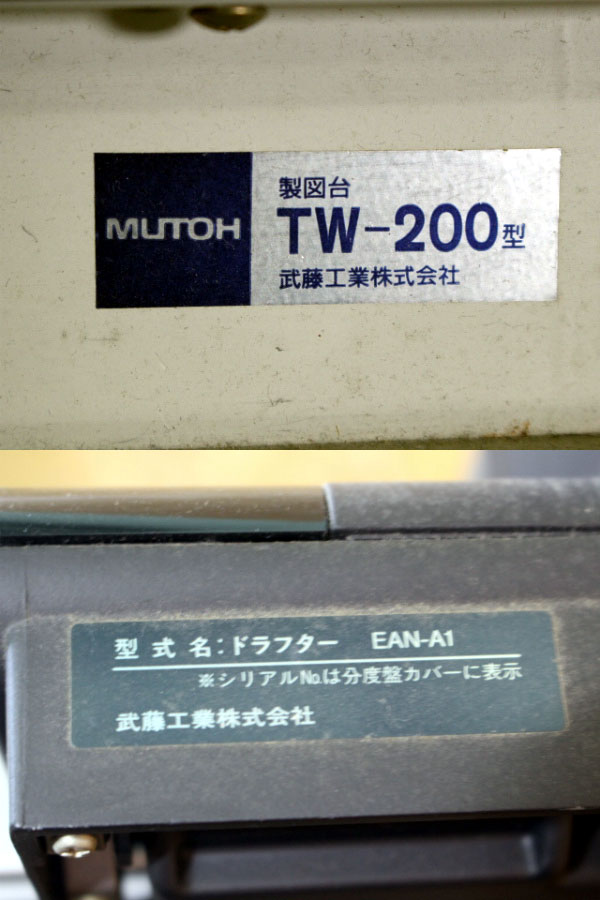 MUTOH
製図台
TW-200型
武藤工業株式会社
型式名:ドラフター EAN-A1
※シリアル№は分度盤カバーに表示
武藤工業株式会社